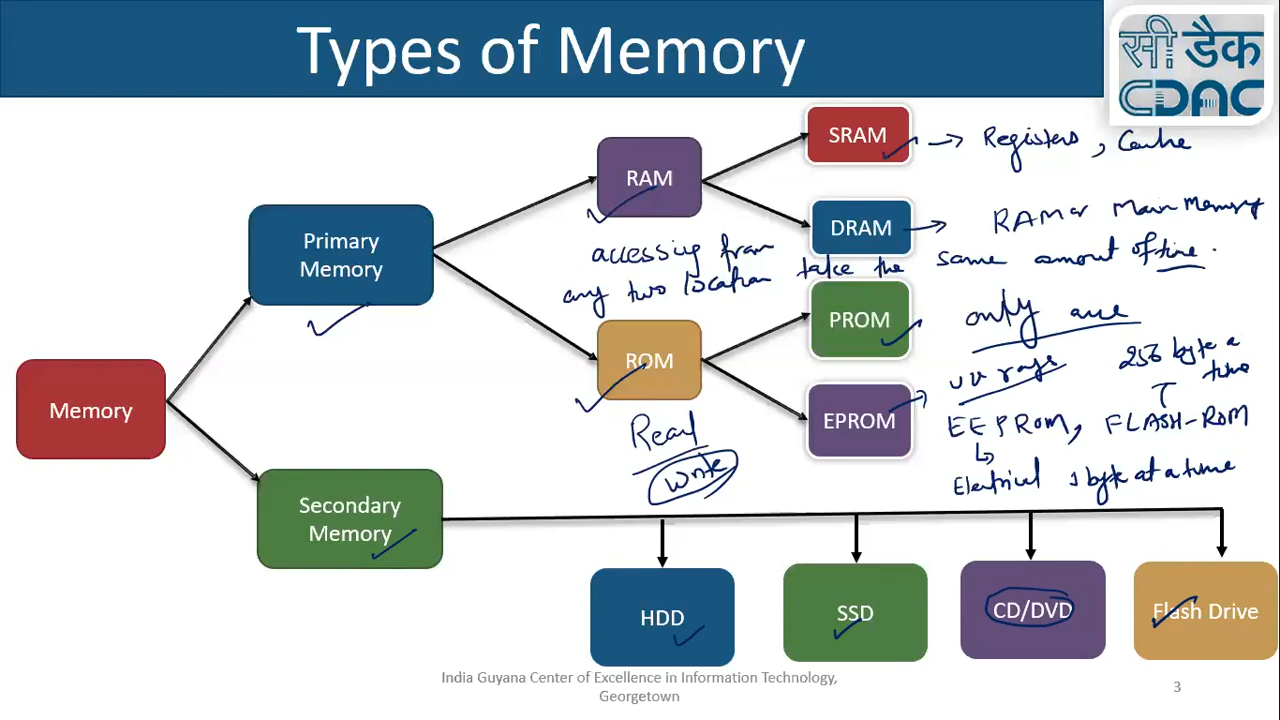 Types of Memory
सी डैक
CDAC
SRAM
Registers, Cache
RAM
DRAM
RAM or Main Memory
Primary
Memory
accessing from
any two location take the same amount of time.
PROM
only once
ROM
UV rays
256 byte a
time
Memory
EPROM
EEPROM, FLASH-ROM
Read
Write
Electrical 1 byte at a time
Secondary
Memory
HDD
SSD
CD/DVD
Flash Drive
India Guyana Center of Excellence in Information Technology,
Georgetown
3